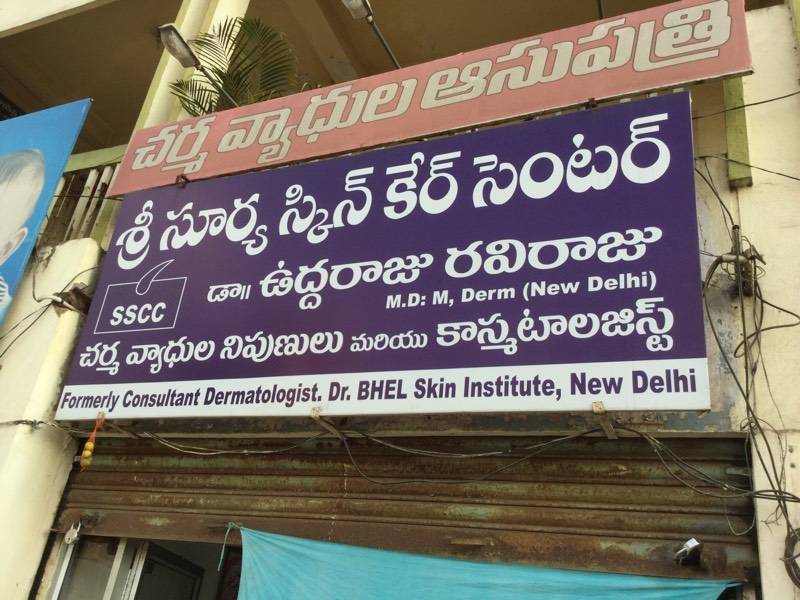 చర్మ వ్యాధుల ఆసుపత్రి
శ్రీ సూర్య స్కిన్ కేర్ సెంటర్
SSCC
డా॥ ఉద్దరాజు రవిరాజు
M.D: M, Derm (New Delhi)
చర్మ వ్యాధుల నిపుణులు మరియు కాస్మటాలజిస్ట్
Formerly Consultant Dermatologist. Dr. BHEL Skin Institute, New Delhi